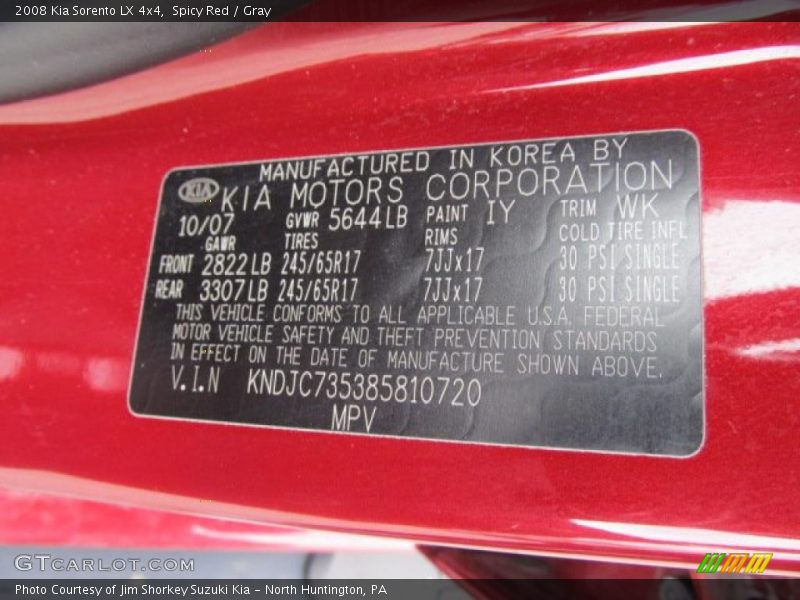 2008 Kia Sorento LX 4x4, Spicy Red / Gray
MANUFACTURED IN KOREA BY
KIA KIA MOTORS CORPORATION
10/07 GVWR 5644LB PAINT IY TRIM WK
GAWR TIRES RIMS COLD TIRE INFL
FRONT 2822LB 245/65R17 7JJx17 30 PSI SINGLE
REAR 3307LB 245/65R17 7JJx17 30 PSI SINGLE
THIS VEHICLE CONFORMS TO ALL APPLICABLE U.S.A. FEDERAL
MOTOR VEHICLE SAFETY AND THEFT PREVENTION STANDARDS
IN EFFECT ON THE DATE OF MANUFACTURE SHOWN ABOVE.
V.I.N KNDJC735385810720
MPV
GTCARLOT.COM
Photo Courtesy of Jim Shorkey Suzuki Kia - North Huntington, PA